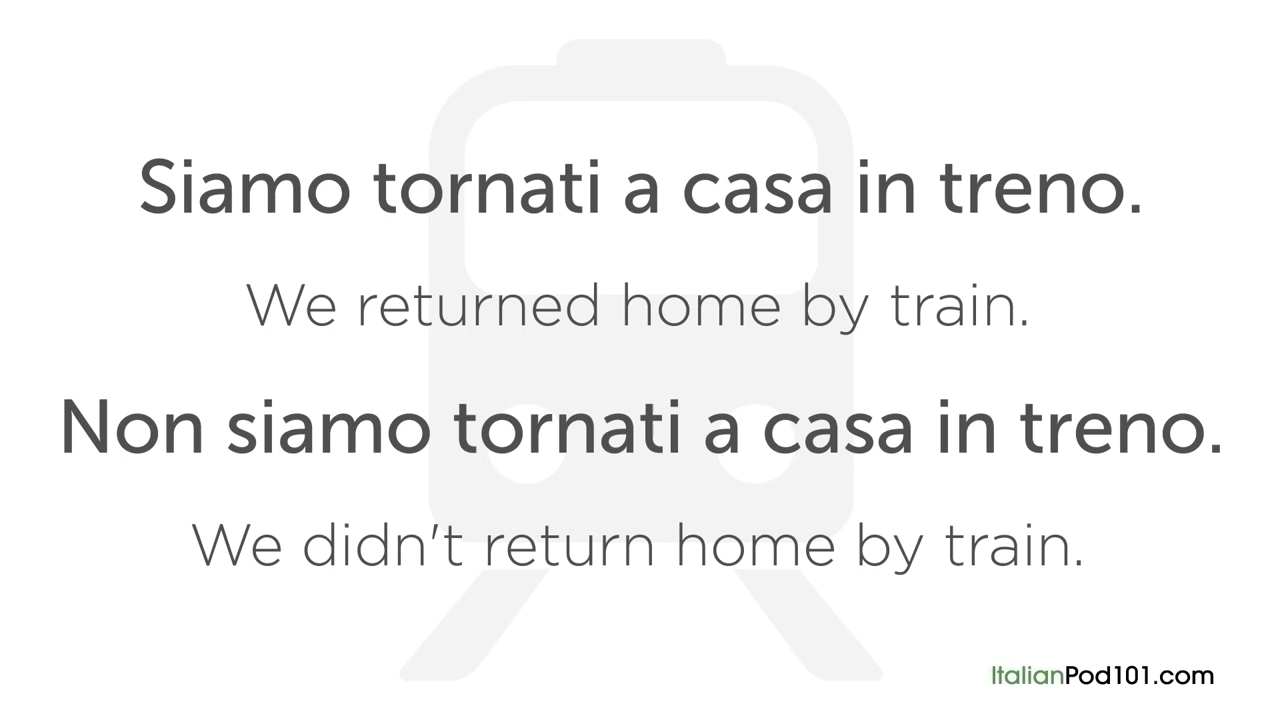 Siamo tornati a casa in treno.
We returned home by train.
Non siamo tornati a casa in treno.
We didn't return home by train.
ItalianPod101.com